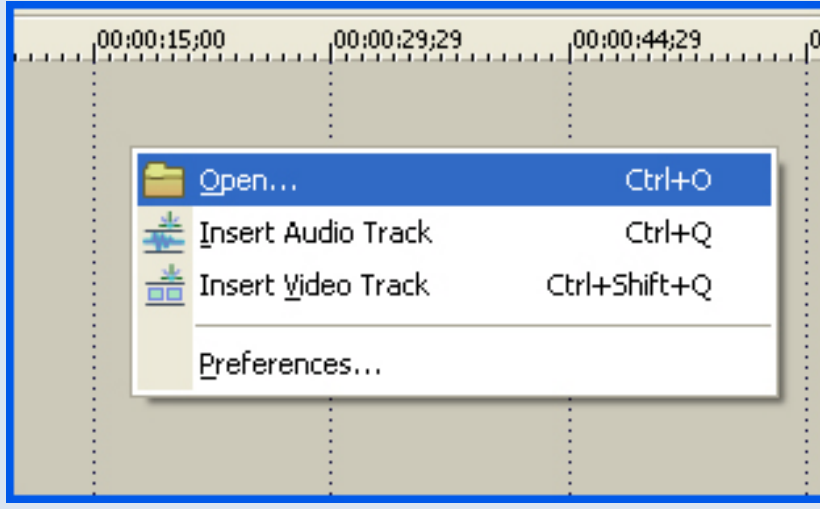 00:00:15;00 00:00:29;29 00:00:44;29
Open... Ctrl+O
Insert Audio Track Ctrl+Q
Insert Video Track Ctrl+Shift+Q
Preferences...